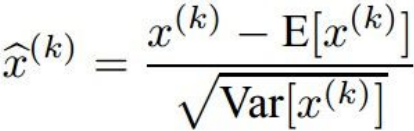 x̂^(k) = (x^(k) − E[x^(k)]) / √(Var[x^(k)])